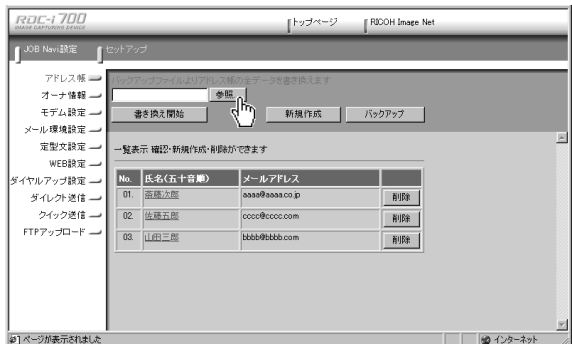 RDC-i 700
IMAGE CAPTURING DEVICE
トップページ
RICOH Image Net
JOB Navi設定
セットアップ
アドレス帳
バックアップファイルよりアドレス帳の全データを書き換えます
参照...
オーナ情報
モデム設定
書き換え開始
新規作成
バックアップ
メール環境設定
定型文設定
一覧表示 確認・新規作成・削除ができます
WEB設定
ダイヤルアップ設定
No. 氏名(五十音順) メールアドレス
ダイレクト送信
01. 斎藤次郎 aaaa@aaaa.co.jp 削除
クイック送信
02. 佐藤五郎 cccc@cccc.com 削除
FTPアップロード
03. 山田三郎 bbbb@bbbb.com 削除
ページが表示されました
インターネット